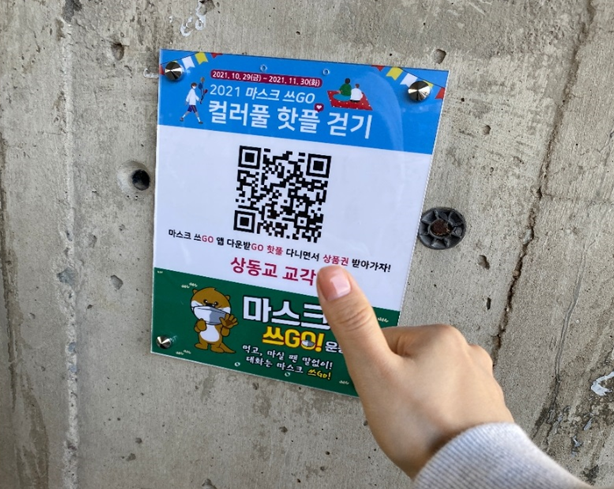 2021. 10. 29(금) ~ 2021. 11. 30(화)
2021 마스크 쓰GO
컬러풀 핫플 걷기
마스크 쓰GO 앱 다운받GO 핫플 다니면서 상품권 받아가자!
상동교 교각
마스크
쓰GO!
먹고, 마실 땐 말없이!
대화는 마스크 쓰GO!